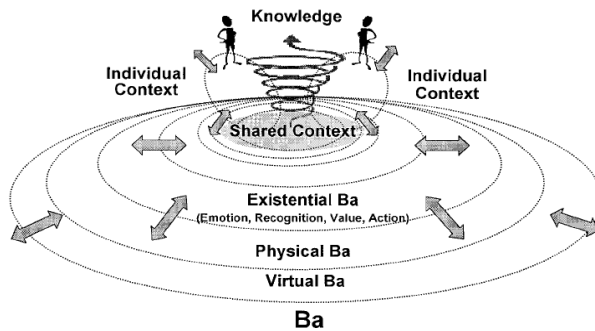 Knowledge
Individual
Context
Individual
Context
Shared Context
Existential Ba
(Emotion, Recognition, Value, Action)
Physical Ba
Virtual Ba
Ba